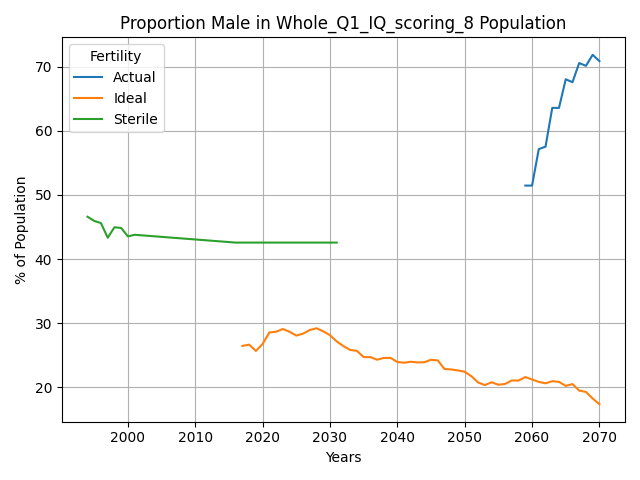 Proportion Male in Whole_Q1_IQ_scoring_8 Population
Fertility
Actual
Ideal
Sterile
% of Population
70
60
50
40
30
20
2000
2010
2020
2030
2040
2050
2060
2070
Years